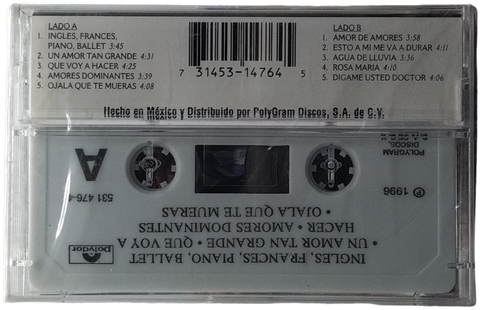 LADO A
1. INGLES, FRANCES,
PIANO, BALLET 3:45
2. UN AMOR TAN GRANDE 4:31
3. QUE VOY A HACER 4:25
4. AMORES DOMINANTES 3:39
5. OJALA QUE TE MUERAS 4:08
7 31453-14764 5
LADO B
1. AMOR DE AMORES 3:58
2. ESTO A MI ME VA A DURAR 4:11
3. AGUA DE LLUVIA 3:36
4. ROSA MARIA 4:10
5. DIGAME USTED DOCTOR 4:06
Hecho en México y Distribuido por PolyGram Discos, S.A. de C.V.
INGLES, FRANCES, PIANO, BALLET
• UN AMOR TAN GRANDE • QUE VOY A
HACER • AMORES DOMINANTES
• OJALA QUE TE MUERAS
Polydor
℗ 1996
POLYGRAM
DISCOS,
A
531 476-4